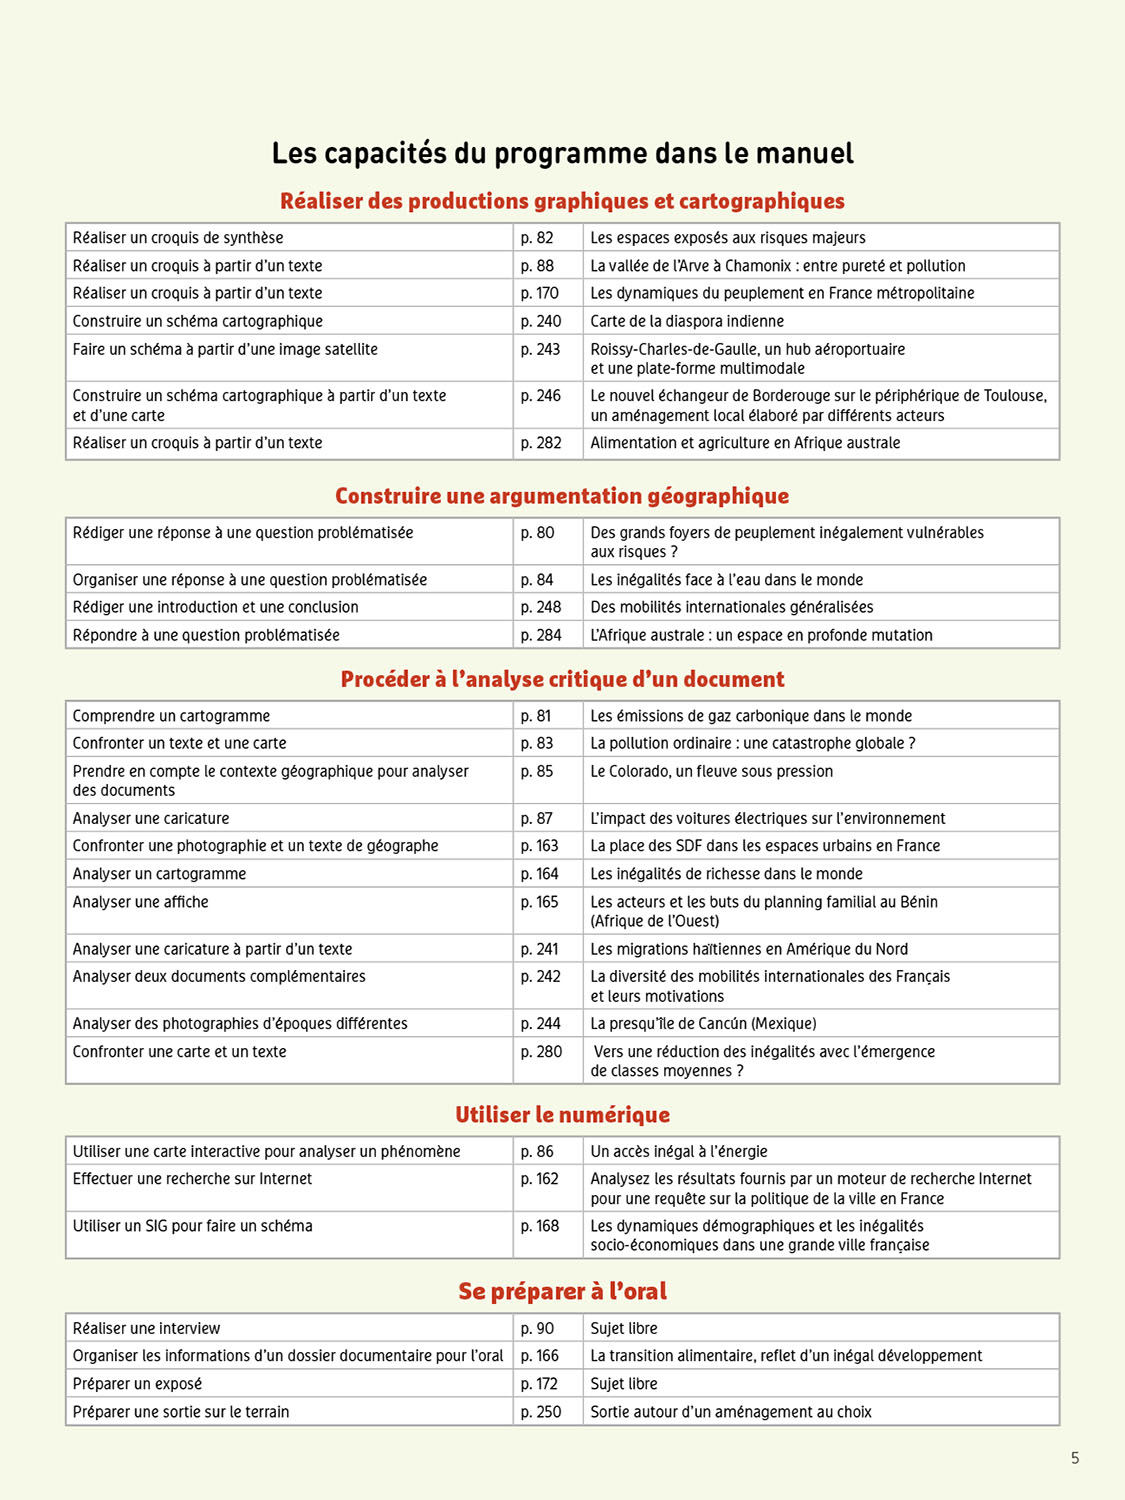 Les capacités du programme dans le manuel
Réaliser des productions graphiques et cartographiques
Réaliser un croquis de synthèse p. 82 Les espaces exposés aux risques majeurs
Réaliser un croquis à partir d'un texte p. 88 La vallée de l'Arve à Chamonix : entre pureté et pollution
Réaliser un croquis à partir d'un texte p. 170 Les dynamiques du peuplement en France métropolitaine
Construire un schéma cartographique p. 240 Carte de la diaspora indienne
Faire un schéma à partir d'une image satellite p. 243 Roissy-Charles-de-Gaulle, un hub aéroportuaire
et une plate-forme multimodale
Construire un schéma cartographique à partir d'un texte p. 246 Le nouvel échangeur de Borderouge sur le périphérique de Toulouse,
et d'une carte un aménagement local élaboré par différents acteurs
Réaliser un croquis à partir d'un texte p. 282 Alimentation et agriculture en Afrique australe
Construire une argumentation géographique
Rédiger une réponse à une question problématisée p. 80 Des grands foyers de peuplement inégalement vulnérables
aux risques ?
Organiser une réponse à une question problématisée p. 84 Les inégalités face à l'eau dans le monde
Rédiger une introduction et une conclusion p. 248 Des mobilités internationales généralisées
Répondre à une question problématisée p. 284 L'Afrique australe : un espace en profonde mutation
Procéder à l'analyse critique d'un document
Comprendre un cartogramme p. 81 Les émissions de gaz carbonique dans le monde
Confronter un texte et une carte p. 83 La pollution ordinaire : une catastrophe globale ?
Prendre en compte le contexte géographique pour analyser p. 85 Le Colorado, un fleuve sous pression
des documents
Analyser une caricature p. 87 L'impact des voitures électriques sur l'environnement
Confronter une photographie et un texte de géographe p. 163 La place des SDF dans les espaces urbains en France
Analyser un cartogramme p. 164 Les inégalités de richesse dans le monde
Analyser une affiche p. 165 Les acteurs et les buts du planning familial au Bénin
(Afrique de l'Ouest)
Analyser une caricature à partir d'un texte p. 241 Les migrations haïtiennes en Amérique du Nord
Analyser deux documents complémentaires p. 242 La diversité des mobilités internationales des Français
et leurs motivations
Analyser des photographies d'époques différentes p. 244 La presqu'île de Cancún (Mexique)
Confronter une carte et un texte p. 280 Vers une réduction des inégalités avec l'émergence
de classes moyennes ?
Utiliser le numérique
Utiliser une carte interactive pour analyser un phénomène p. 86 Un accès inégal à l'énergie
Effectuer une recherche sur Internet p. 162 Analysez les résultats fournis par un moteur de recherche Internet
pour une requête sur la politique de la ville en France
Utiliser un SIG pour faire un schéma p. 168 Les dynamiques démographiques et les inégalités
socio-économiques dans une grande ville française
Se préparer à l'oral
Réaliser une interview p. 90 Sujet libre
Organiser les informations d'un dossier documentaire pour l'oral p. 166 La transition alimentaire, reflet d'un inégal développement
Préparer un exposé p. 172 Sujet libre
Préparer une sortie sur le terrain p. 250 Sortie autour d'un aménagement au choix
5